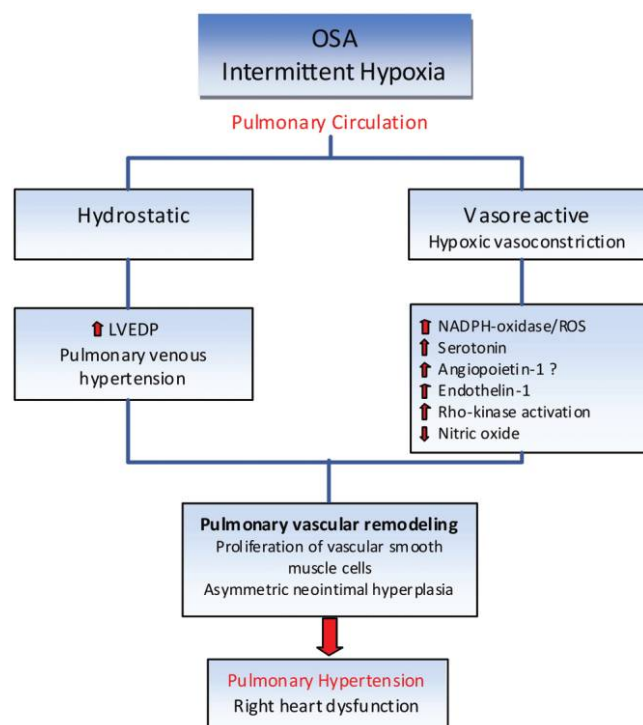 OSA
Intermittent Hypoxia
Pulmonary Circulation
Hydrostatic
Vasoreactive
Hypoxic vasoconstriction
LVEDP
Pulmonary venous
hypertension
NADPH-oxidase/ROS
Serotonin
Angiopoietin-1 ?
Endothelin-1
Rho-kinase activation
Nitric oxide
Pulmonary vascular remodeling
Proliferation of vascular smooth
muscle cells
Asymmetric neointimal hyperplasia
Pulmonary Hypertension
Right heart dysfunction